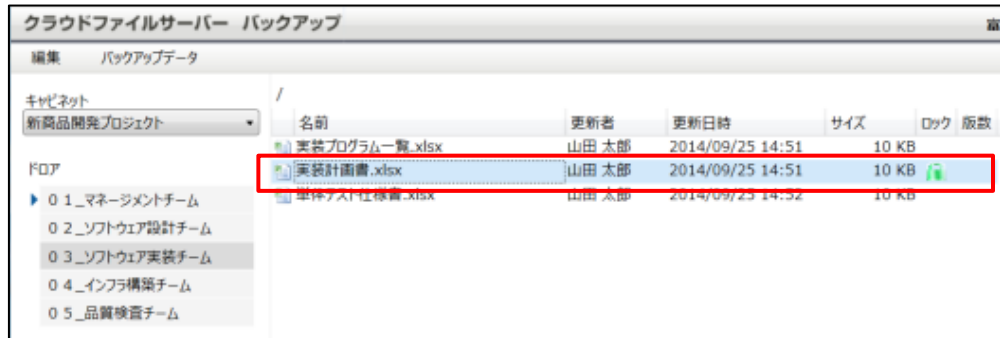 クラウドファイルサーバー バックアップ
編集 バックアップデータ
キャビネット
新商品開発プロジェクト
/
名前 更新者 更新日時 サイズ ロック 版数
実装プログラム一覧.xlsx 山田 太郎 2014/09/25 14:51 10 KB
実装計画書.xlsx 山田 太郎 2014/09/25 14:51 10 KB
単体テスト仕様書.xlsx 山田 太郎 2014/09/25 14:52 10 KB
ドロア
01_マネージメントチーム
02_ソフトウェア設計チーム
03_ソフトウェア実装チーム
04_インフラ構築チーム
05_品質検査チーム